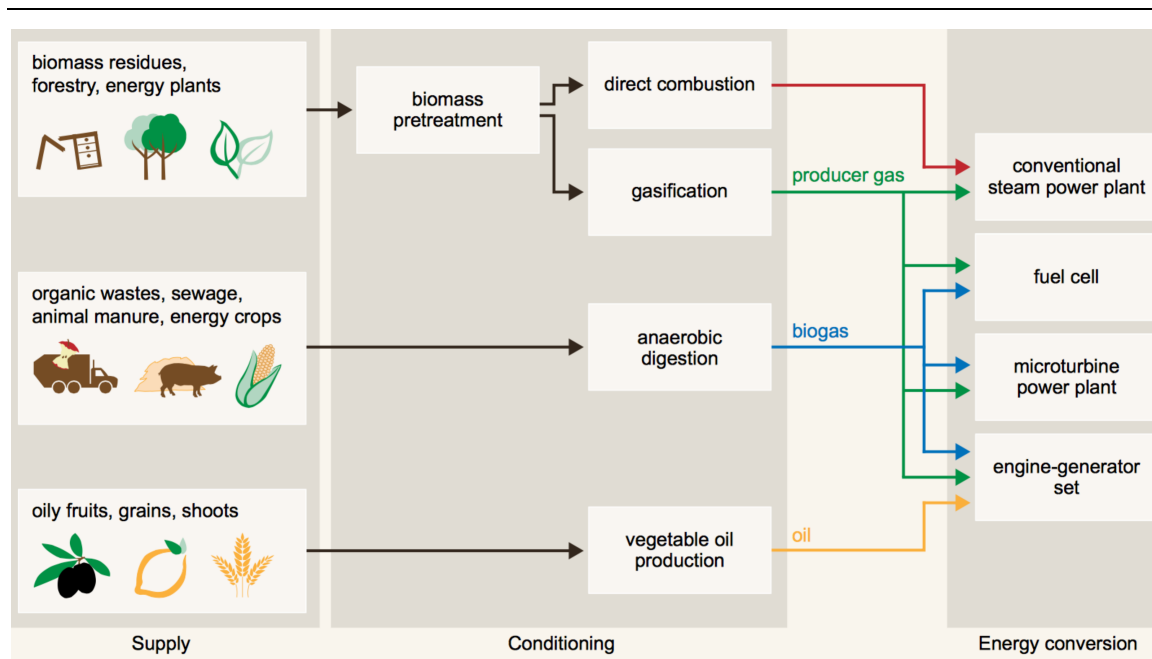 biomass residues,
forestry, energy plants
biomass
pretreatment
direct combustion
gasification
producer gas
conventional
steam power plant
fuel cell
organic wastes, sewage,
animal manure, energy crops
anaerobic
digestion
biogas
microturbine
power plant
engine-generator
set
oily fruits, grains, shoots
vegetable oil
production
oil
Supply
Conditioning
Energy conversion